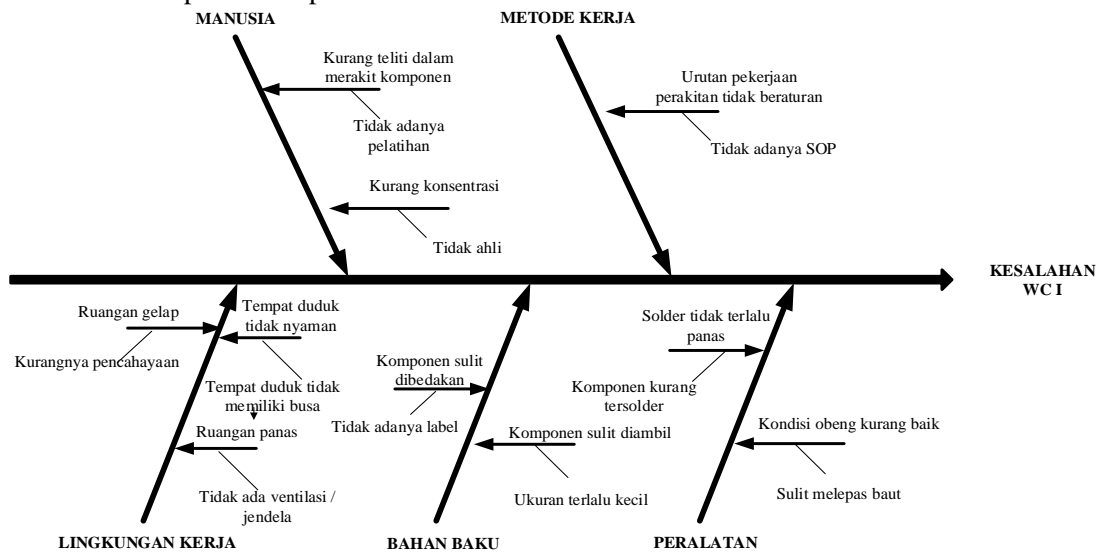 MANUSIA
METODE KERJA
Kurang teliti dalam
merakit komponen
Tidak adanya
pelatihan
Kurang konsentrasi
Tidak ahli
Urutan pekerjaan
perakitan tidak beraturan
Tidak adanya SOP
KESALAHAN
WC I
Ruangan gelap
Kurangnya pencahayaan
Tempat duduk
tidak nyaman
Tempat duduk tidak
memiliki busa
Ruangan panas
Tidak ada ventilasi /
jendela
Komponen sulit
dibedakan
Tidak adanya label
Komponen sulit diambil
Ukuran terlalu kecil
Solder tidak terlalu
panas
Komponen kurang
tersolder
Kondisi obeng kurang baik
Sulit melepas baut
LINGKUNGAN KERJA
BAHAN BAKU
PERALATAN